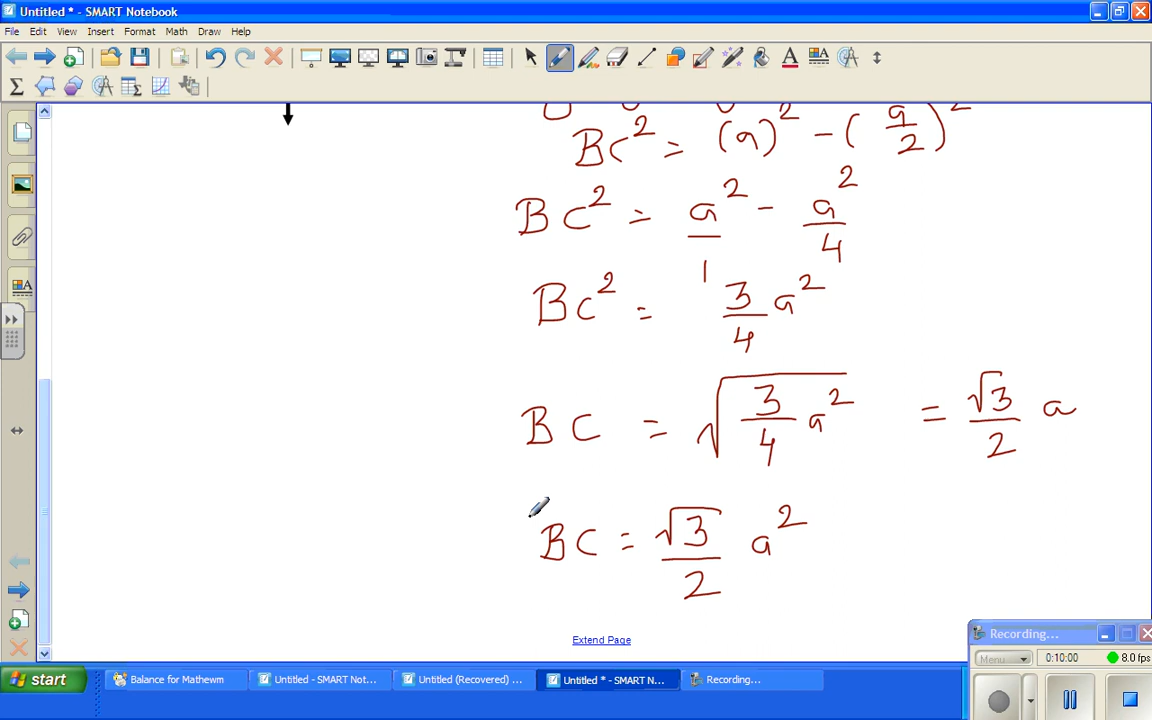 Untitled * - SMART Notebook
File Edit View Insert Format Math Draw Help
BC² = (a)² - (a/2)²
BC² = a²/1 - a²/4
BC² = 3/4 a²
BC = √(3/4 a²) = √3/2 a
BC = √3/2 a²
Extend Page
Recording...
Menu 0:10:00 8.0 fps
start Balance for Mathewm Untitled - SMART Not... Untitled (Recovered) ... Untitled * - SMART N... Recording...